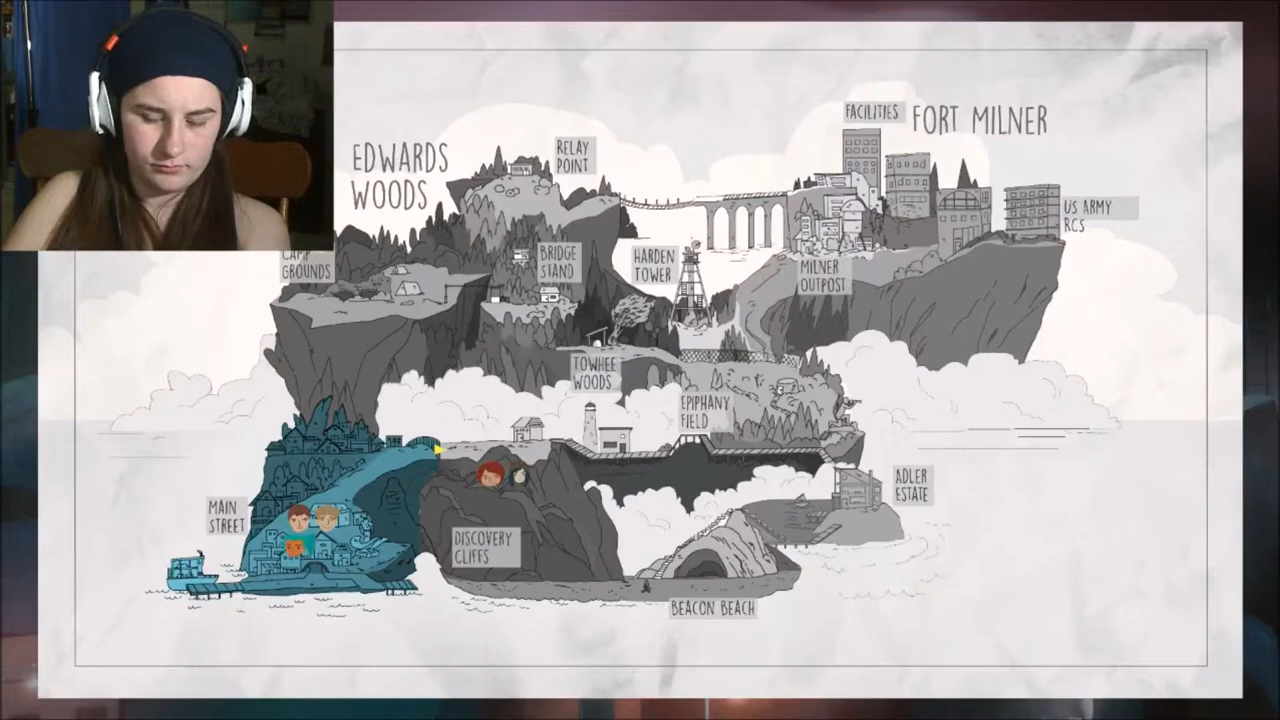 FACILITIES
FORT MILNER
EDWARDS
WOODS
RELAY
POINT
US ARMY
RCS
CAMP
GROUNDS
BRIDGE
STAND
HARDEN
TOWER
MILNER
OUTPOST
TOWHEE
WOODS
EPIPHANY
FIELD
ADLER
ESTATE
MAIN
STREET
DISCOVERY
CLIFFS
BEACON BEACH